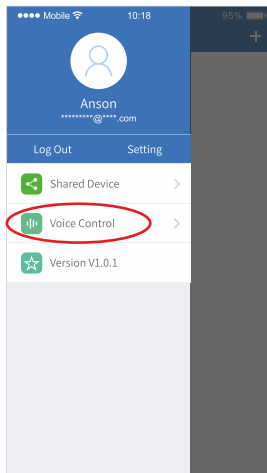 ●●●●● Mobile 10:18 95%
+
Anson
*********@****.com
Log Out Setting
Shared Device
Voice Control
Version V1.0.1